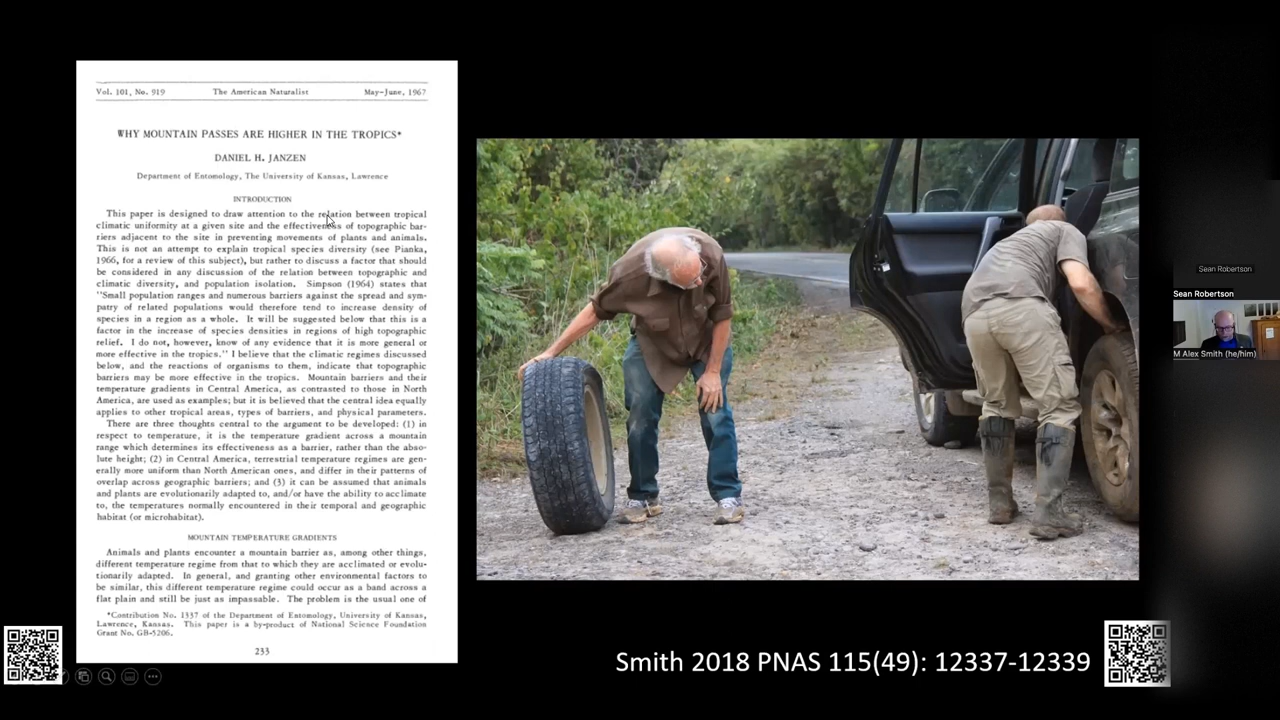 Vol. 101, No. 919 The American Naturalist May-June, 1967
WHY MOUNTAIN PASSES ARE HIGHER IN THE TROPICS*
DANIEL H. JANZEN
Department of Entomology, The University of Kansas, Lawrence
INTRODUCTION
This paper is designed to draw attention to the relation between tropical
climatic uniformity at a given site and the effectiveness of topographic bar-
riers adjacent to the site in preventing movements of plants and animals.
This is not an attempt to explain tropical species diversity (see Pianka,
1966, for a review of this subject), but rather to discuss a factor that should
be considered in any discussion of the relation between topographic and
climatic diversity, and population isolation. Simpson (1964) states that
"Small population ranges and numerous barriers against the spread and sym-
patry of related populations would therefore tend to increase density of
species in a region as a whole. It will be suggested below that this is a
factor in the increase of species densities in regions of high topographic
relief. I do not, however, know of any evidence that it is more general or
more effective in the tropics." I believe that the climatic regimes discussed
below, and the reactions of organisms to them, indicate that topographic
barriers may be more effective in the tropics. Mountain barriers and their
temperature gradients in Central America, as contrasted to those in North
America, are used as examples; but it is believed that the central idea equally
applies to other tropical areas, types of barriers, and physical parameters.
There are three thoughts central to the argument to be developed: (1) in
respect to temperature, it is the temperature gradient across a mountain
range which determines its effectiveness as a barrier, rather than the abso-
lute height; (2) in Central America, terrestrial temperature regimes are gen-
erally more uniform than North American ones, and differ in their patterns of
overlap across geographic barriers; and (3) it can be assumed that animals
and plants are evolutionarily adapted to, and/or have the ability to acclimate
to, the temperatures normally encountered in their temporal and geographic
habitat (or microhabitat).
MOUNTAIN TEMPERATURE GRADIENTS
Animals and plants encounter a mountain barrier as, among other things,
different temperature regime from that to which they are acclimated or evolu-
tionarily adapted. In general, and granting other environmental factors to
be similar, this different temperature regime could occur as a band across a
flat plain and still be just as impassable. The problem is the usual one of
*Contribution No. 1337 of the Department of Entomology, University of Kansas,
Lawrence, Kansas. This paper is a by-product of National Science Foundation
Grant No. GB-5206.
233
Smith 2018 PNAS 115(49): 12337-12339
Sean Robertson
Sean Robertson
M Alex Smith (he/him)